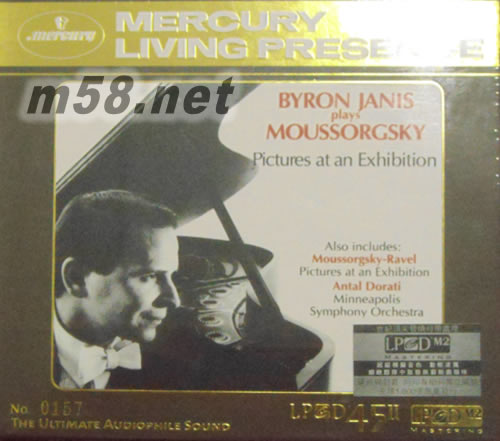 mercury
MERCURY
LIVING PRESENCE
m58.net
BYRON JANIS
plays
MOUSSORGSKY
Pictures at an Exhibition
Also includes:
Moussorgsky-Ravel
Pictures at an Exhibition
Antal Dorati
Minneapolis
Symphony Orchestra
LPCD M2
MASTERING
No. 0157
THE ULTIMATE AUDIOPHILE SOUND
LPCD45II
LPCD M2
MASTERING